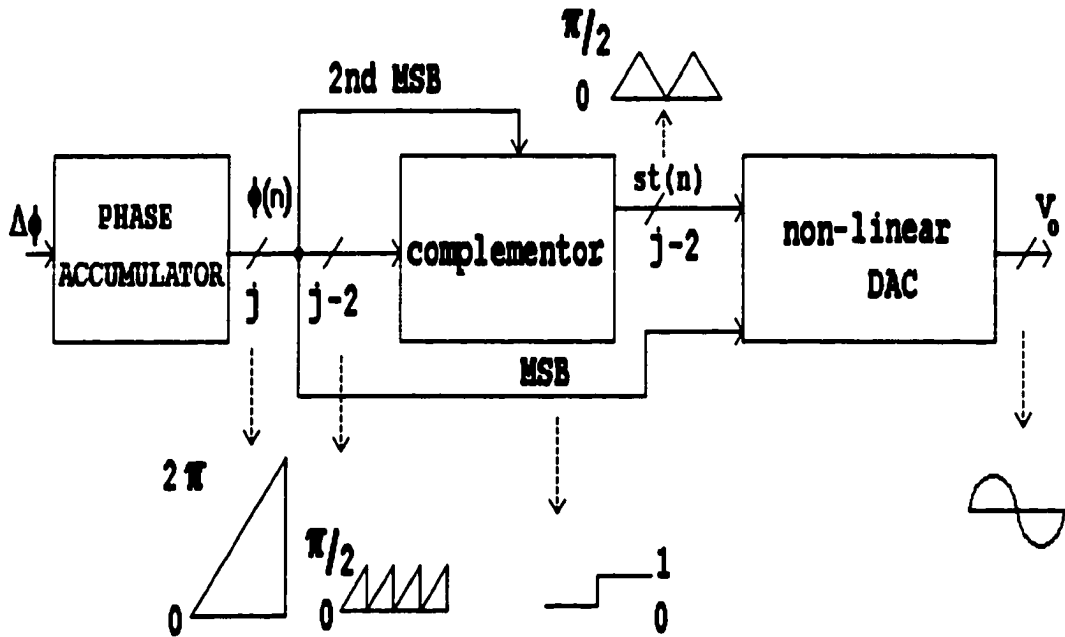 π/2
0
2nd MSB
Δϕ
PHASE
ACCUMULATOR
ϕ(n)
j
j-2
complementor
st(n)
j-2
non-linear
DAC
V₀
MSB
2π
0
π/2
0
1
0